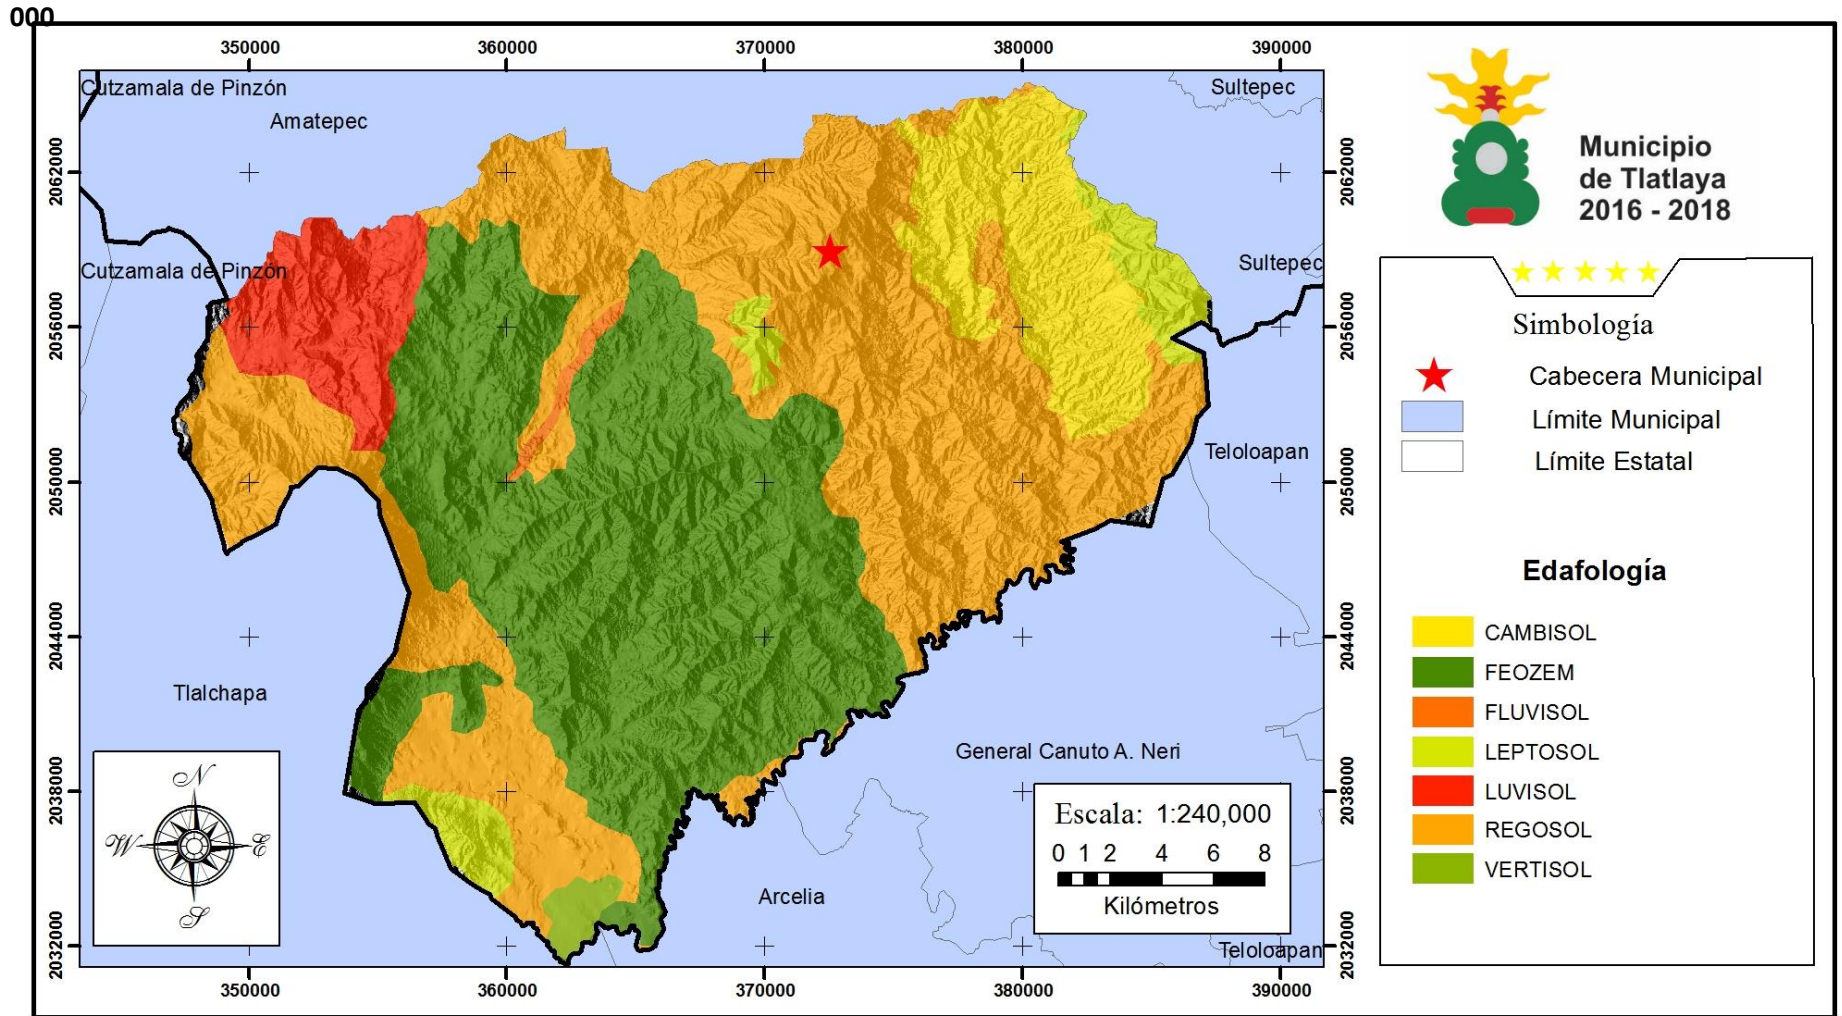 000
350000 360000 370000 380000 390000
Cutzamala de Pinzón
Sultepec
Amatepec
2062000
2062000
Cutzamala de Pinzón
Sultepec
2056000
2056000
Teloloapan
2050000
2050000
2044000
2044000
Tlalchapa
General Canuto A. Neri
2038000
2038000
Arcelia
2032000
2032000
Teloloapan
N
W
E
S
Escala: 1:240,000
0 1 2 4 6 8
Kilómetros
350000 360000 370000 380000 390000
Municipio
de Tlatlaya
2016 - 2018
Simbología
Cabecera Municipal
Límite Municipal
Límite Estatal
Edafología
CAMBISOL
FEOZEM
FLUVISOL
LEPTOSOL
LUVISOL
REGOSOL
VERTISOL